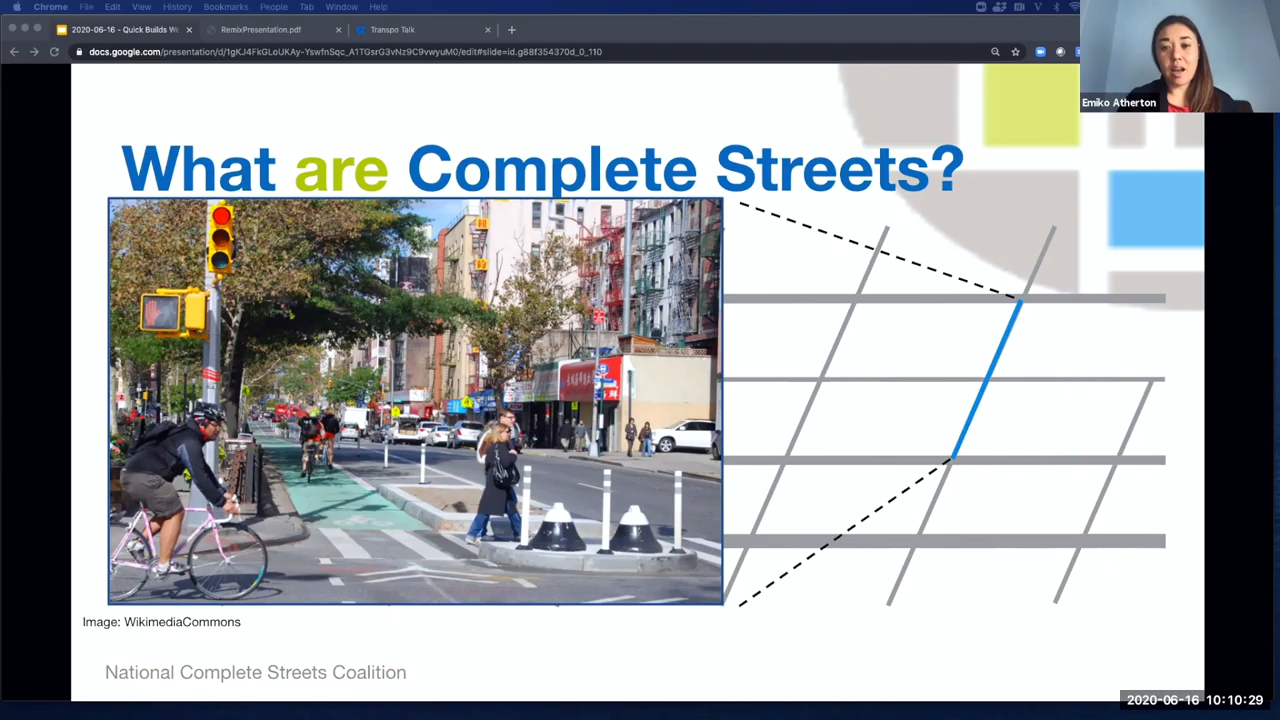 Chrome File Edit View History Bookmarks People Tab Window Help
2020-06-16 - Quick Builds We
RemixPresentation.pdf
Transpo Talk
docs.google.com/presentation/d/1gKJ4FkGLoUKAy-YswfnSqc_A1TGsrG3vNz9C9vwyuM0/edit#slide=id.g88f354370d_0_110
Emiko Atherton
What are Complete Streets?
Image: WikimediaCommons
National Complete Streets Coalition
2020-06-16 10:10:29